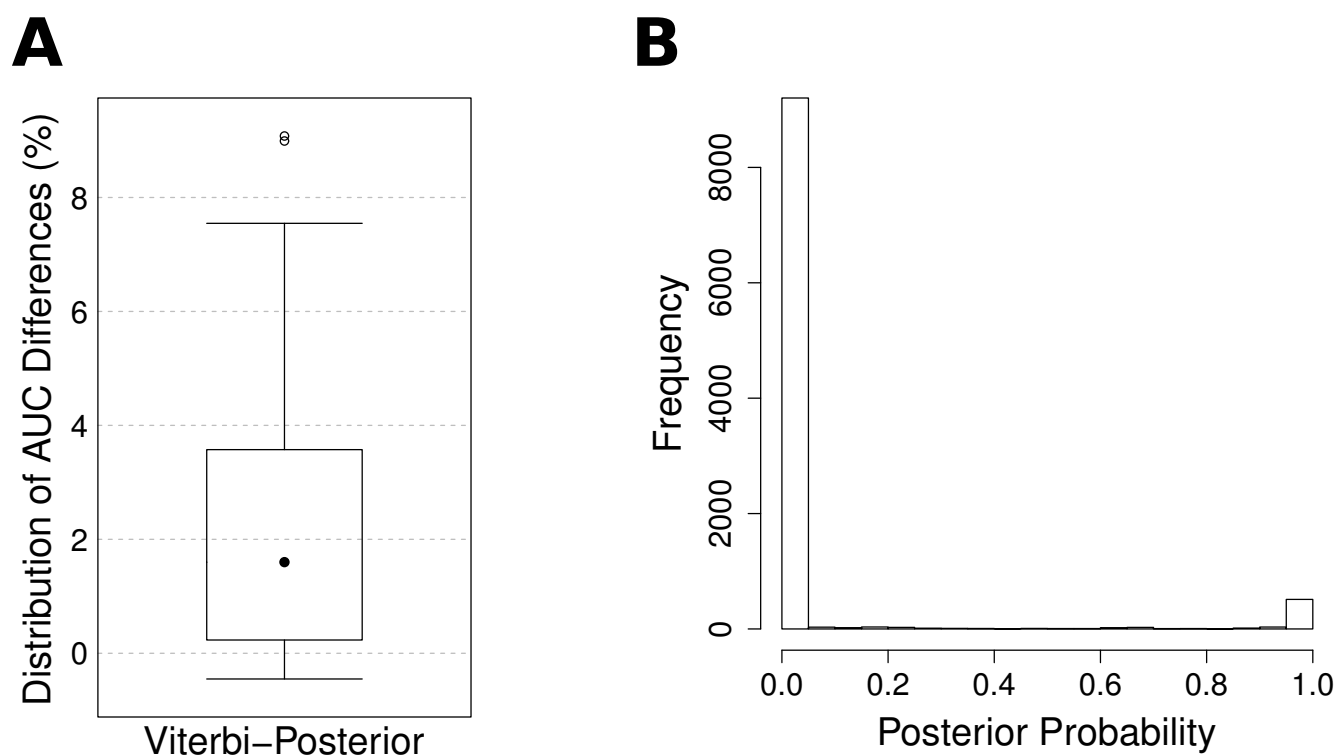 A
Distribution of AUC Differences (%)
8
6
4
2
0
Viterbi−Posterior
B
Frequency
8000
6000
4000
2000
0
0.0 0.2 0.4 0.6 0.8 1.0
Posterior Probability